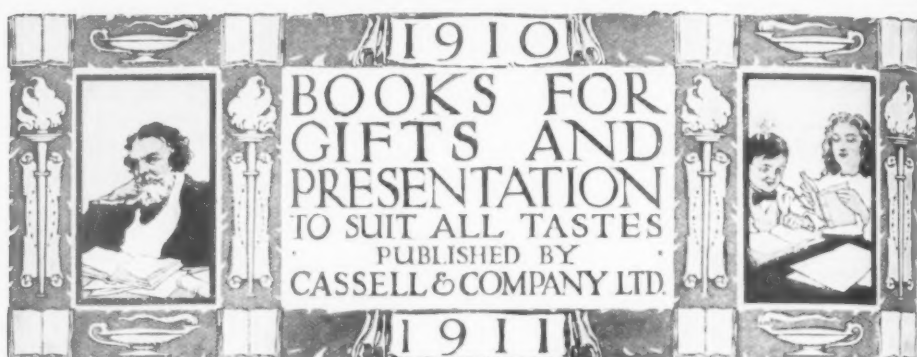 1910
BOOKS FOR
GIFTS AND
PRESENTATION
TO SUIT ALL TASTES
· PUBLISHED BY ·
CASSELL & COMPANY LTD.
1911